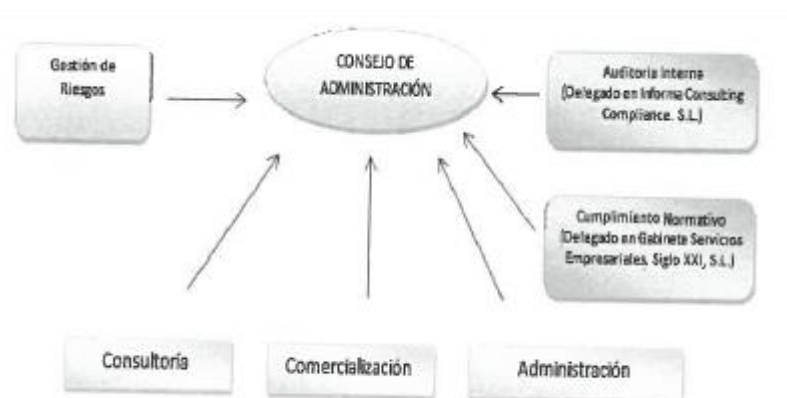 Gestión de
Riesgos
CONSEJO DE
ADMINISTRACIÓN
Auditoria Interna
(Delegado en Informa Consulting
Compliance. S.L.)
Cumplimiento Normativo
(Delegado en Gabinete Servicios
Empresariales, Siglo XXI, S.L.)
Consultoría
Comercialización
Administración